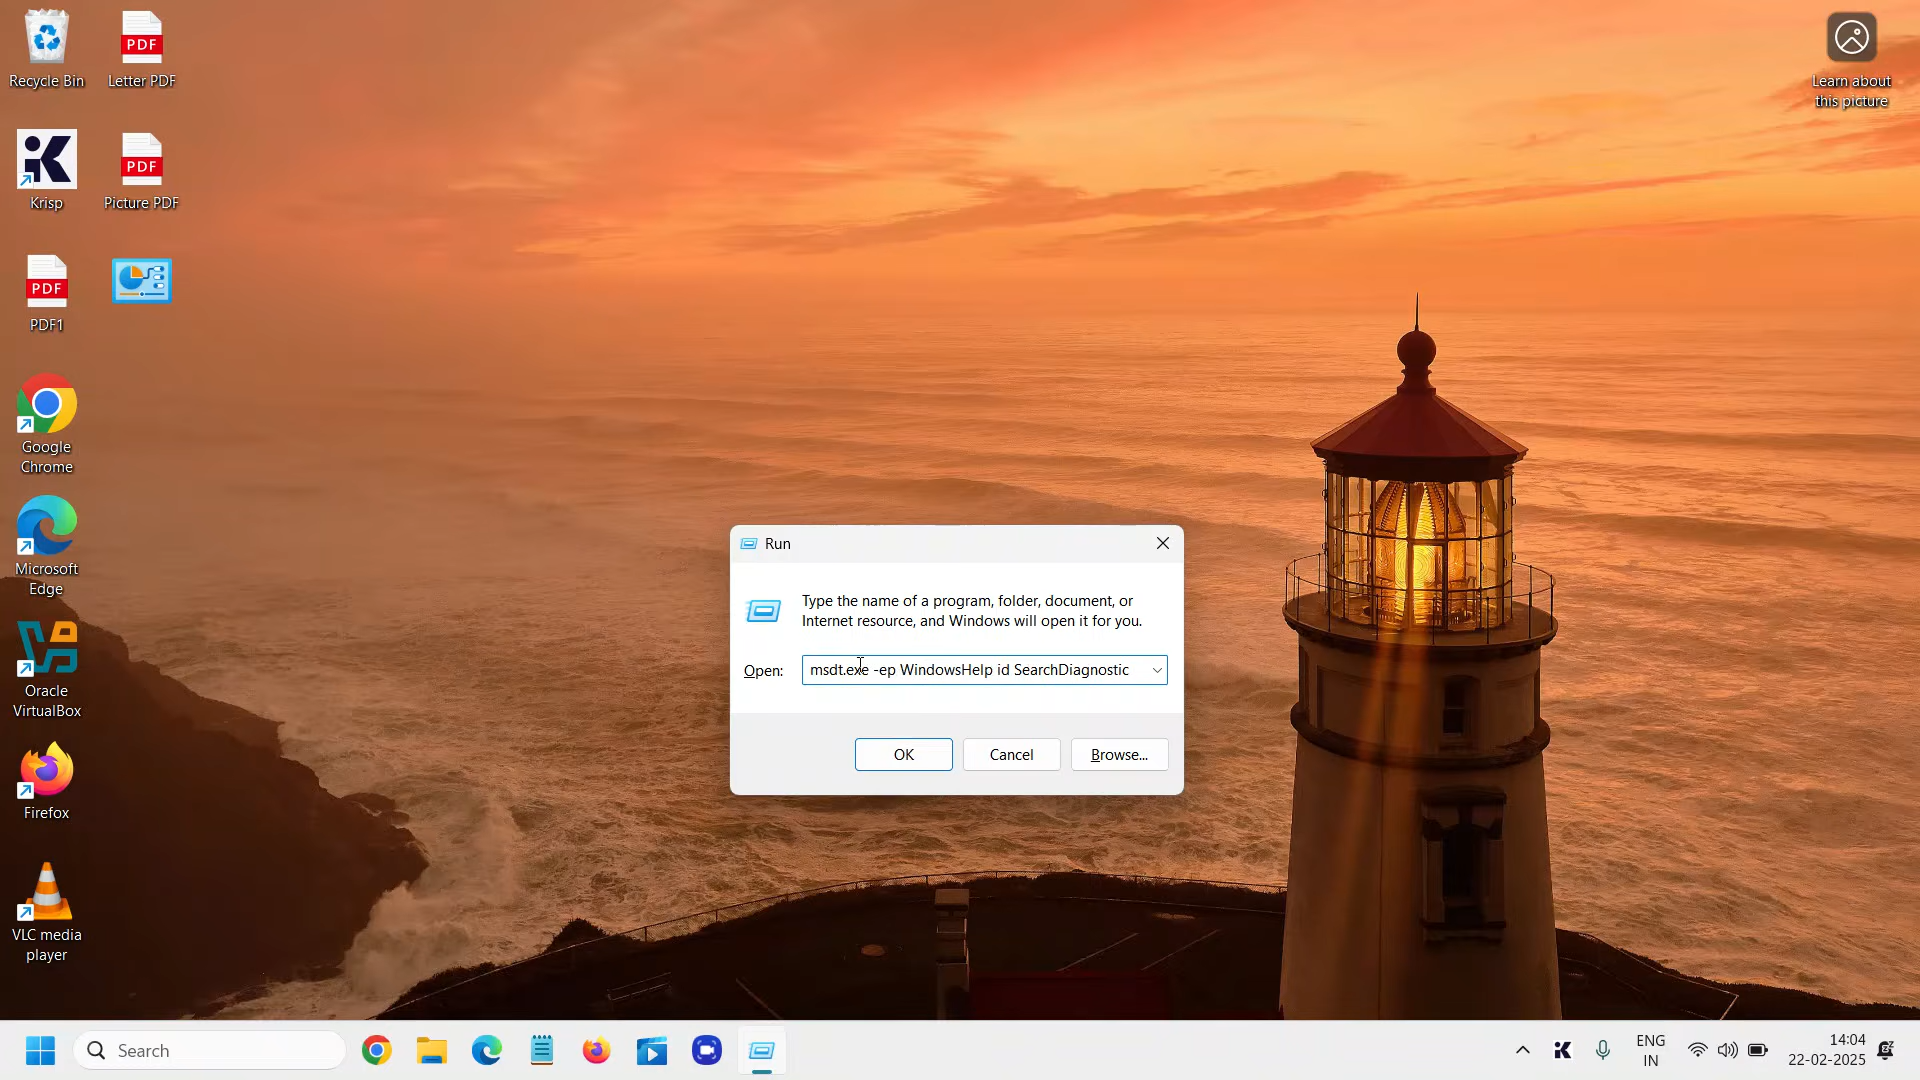 Recycle Bin
Letter PDF
Krisp
Picture PDF
PDF
PDF
PDF
PDF1
Google
Chrome
Microsoft
Edge
Oracle
VirtualBox
Firefox
VLC media
player
Learn about
this picture
Run
Type the name of a program, folder, document, or
Internet resource, and Windows will open it for you.
Open:
msdt.exe -ep WindowsHelp id SearchDiagnostic
OK
Cancel
Browse...
Search
ENG
IN
14:04
22-02-2025